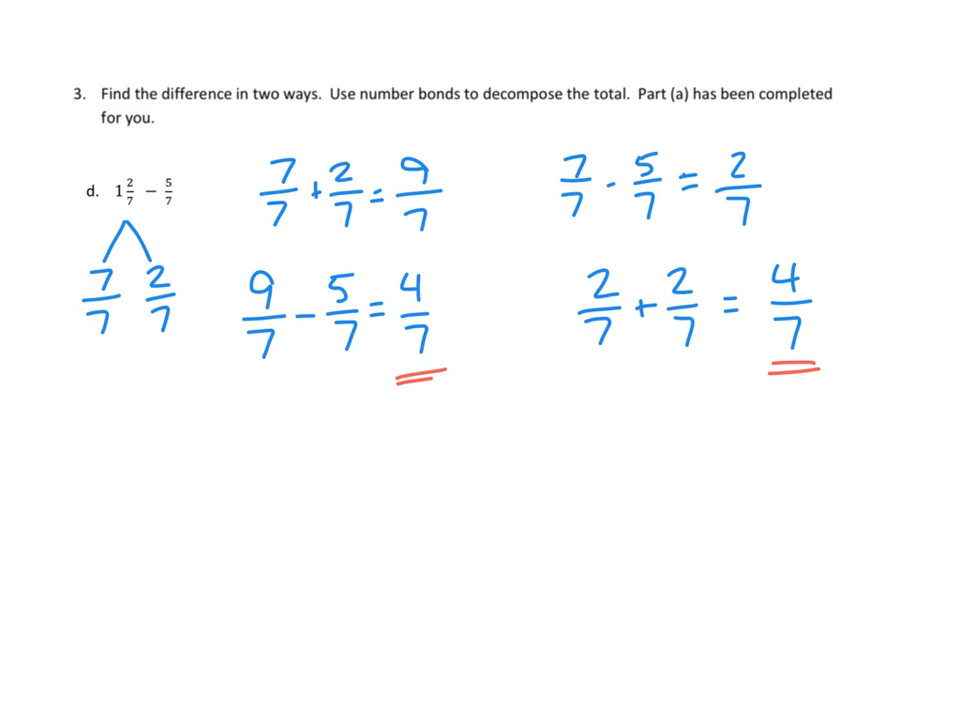 3. Find the difference in two ways. Use number bonds to decompose the total. Part (a) has been completed
for you.
d. 1 2/7 − 5/7
7/7 2/7
7/7 + 2/7 = 9/7
9/7 − 5/7 = 4/7
7/7 - 5/7 = 2/7
2/7 + 2/7 = 4/7